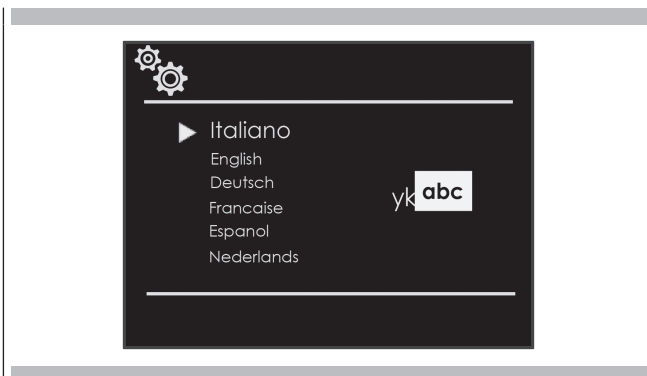 Italiano
English
Deutsch
Francaise
Espanol
Nederlands
yk abc